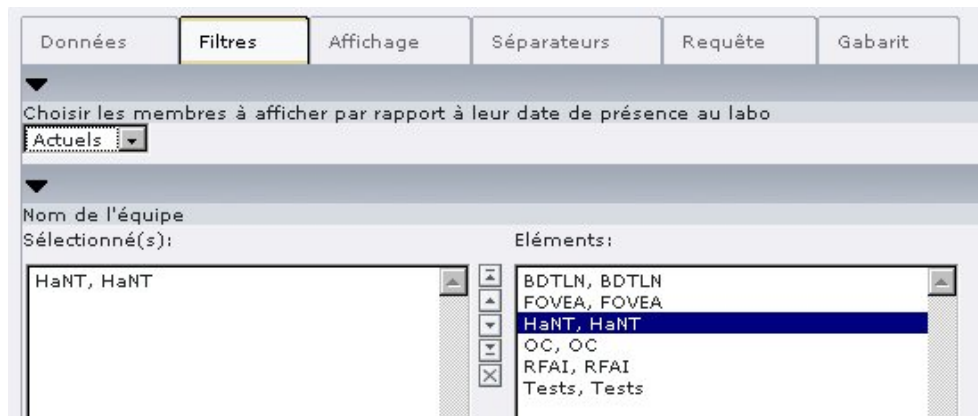 Données Filtres Affichage Séparateurs Requête Gabarit
Choisir les membres à afficher par rapport à leur date de présence au labo
Actuels
Nom de l'équipe
Sélectionné(s): Eléments:
HaNT, HaNT
BDTLN, BDTLN
FOVEA, FOVEA
HaNT, HaNT
OC, OC
RFAI, RFAI
Tests, Tests